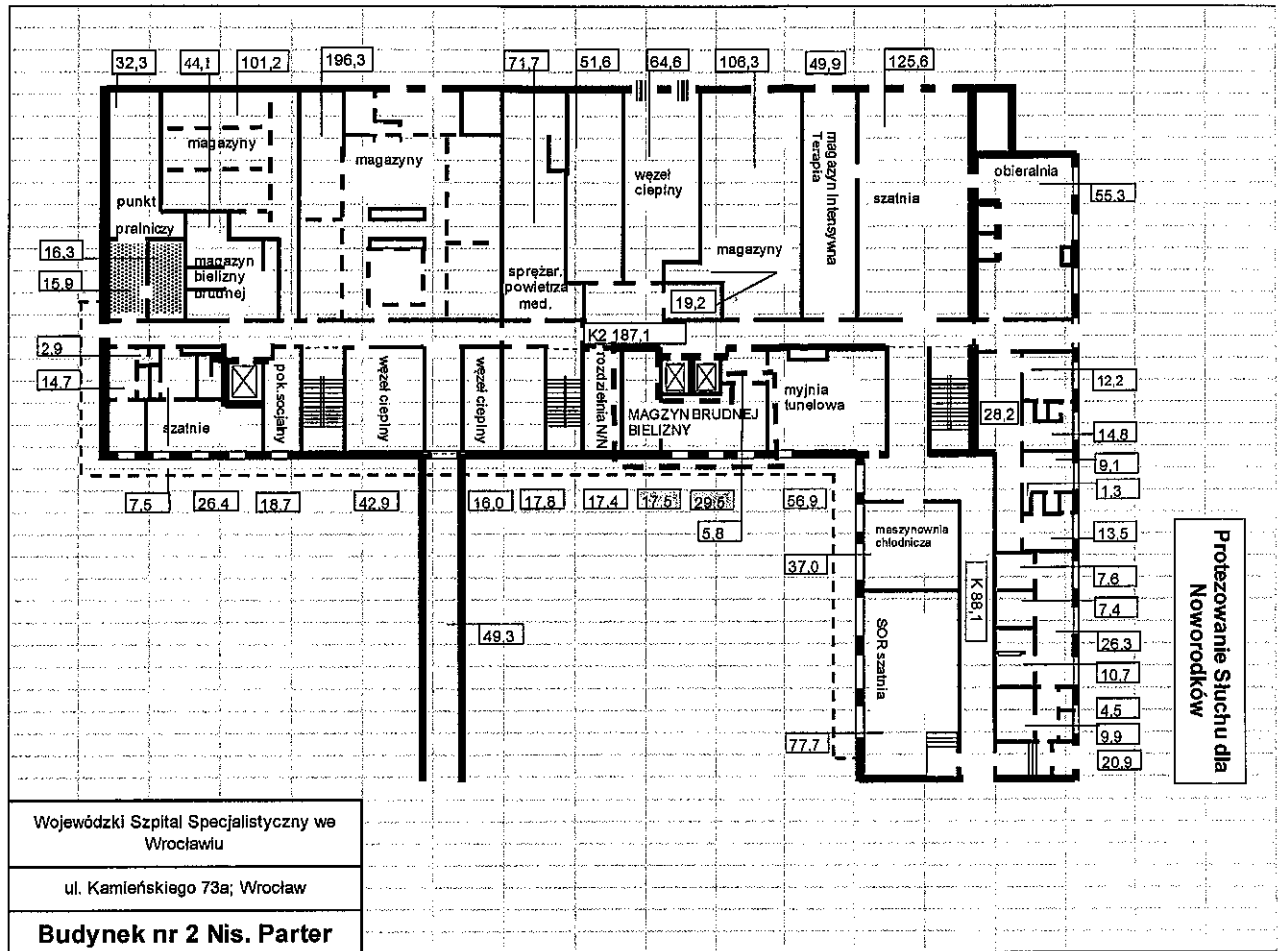 32,3
44,1
101,2
196,3
71,7
51,6
64,6
106,3
49,9
125,6
magazyny
magazyny
węzeł
cieplny
magazyn Intensywna
Terapia
obieralnia
55.3
punkt
pralniczy
szatnia
16.3
magazyn
bielizny
brudnej
magazyny
15.9
spręźar.
powietrza
med.
19,2
K2 187,1
2,9
14.7
szatnie
pok.socjalny
węzeł cieplny
węzeł cieplny
rozdzielnia N/N
MAGZYN BRUDNEJ
BIELIZNY
myjnia
tunelowa
28,2
12,2
14.8
9,1
1,3
13,5
7.5
26.4
18.7
42.9
16,0
17.8
17.4
17.5
29.5
56.9
5,8
maszynownia
chłodnicza
37.0
K 88,1
7.6
7.4
26.3
10.7
4.5
9.9
20.9
49.3
SOR szatnia
77.7
Protezowanie Słuchu dla
Noworodków
Wojewódzki Szpital Specjalistyczny we
Wrocławiu
ul. Kamieńskiego 73a; Wrocław
Budynek nr 2 Nis. Parter